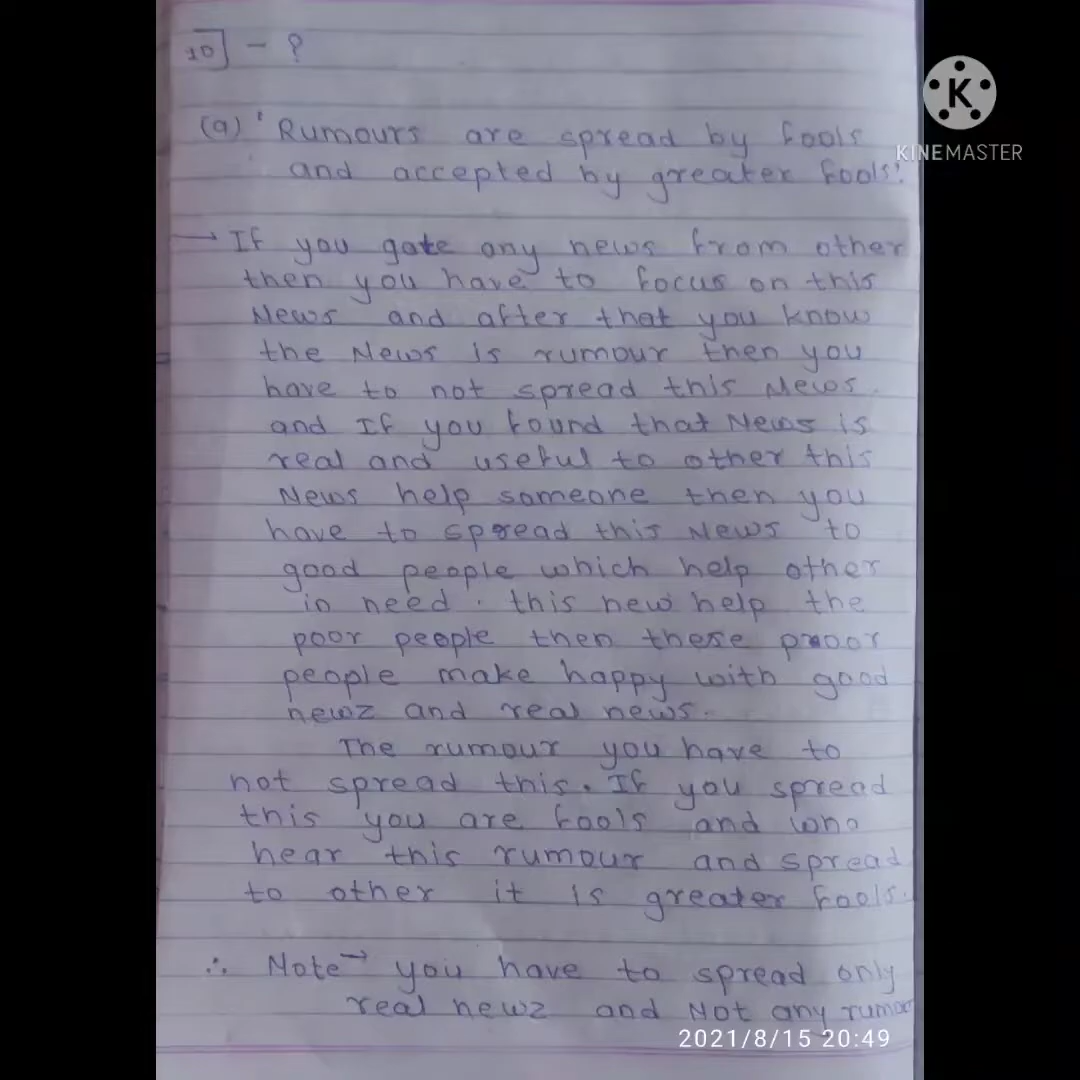 10] - ?
(a) 'Rumours are spread by fools
and accepted by greater fools!
→ If you gate any news from other
then you have to focus on this
News and after that you know
the News is rumour then you
have to not spread this News.
and If you found that News is
real and useful to other this
News help someone then you
have to spread this News to
good people which help other
in need. this new help the
poor people then these
people make happy with good
newz and real news.
The rumour you have to
not spread this. If you spread
this you are fools and who
hear this rumour and spread
to other it is greater fools.
∴ Note → you have to spread only
real newz and Not any rumour
2021/8/15 20:49
K
KINEMASTER